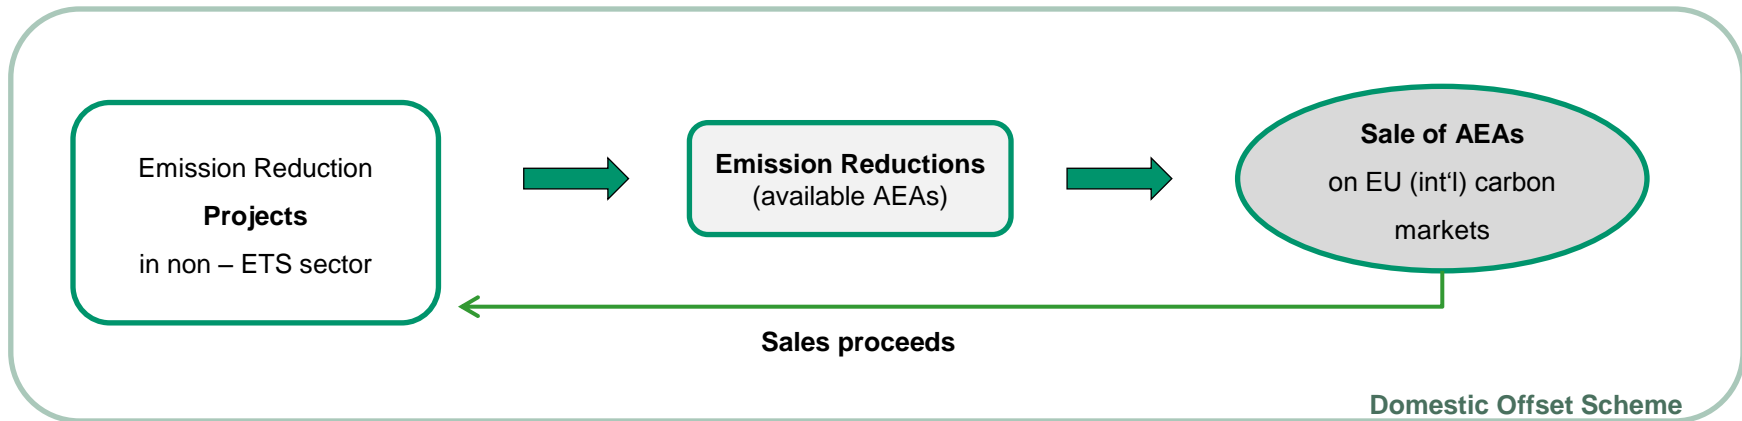 Emission Reduction
Projects
in non – ETS sector
Emission Reductions
(available AEAs)
Sale of AEAs
on EU (int‘l) carbon
markets
Sales proceeds
Domestic Offset Scheme